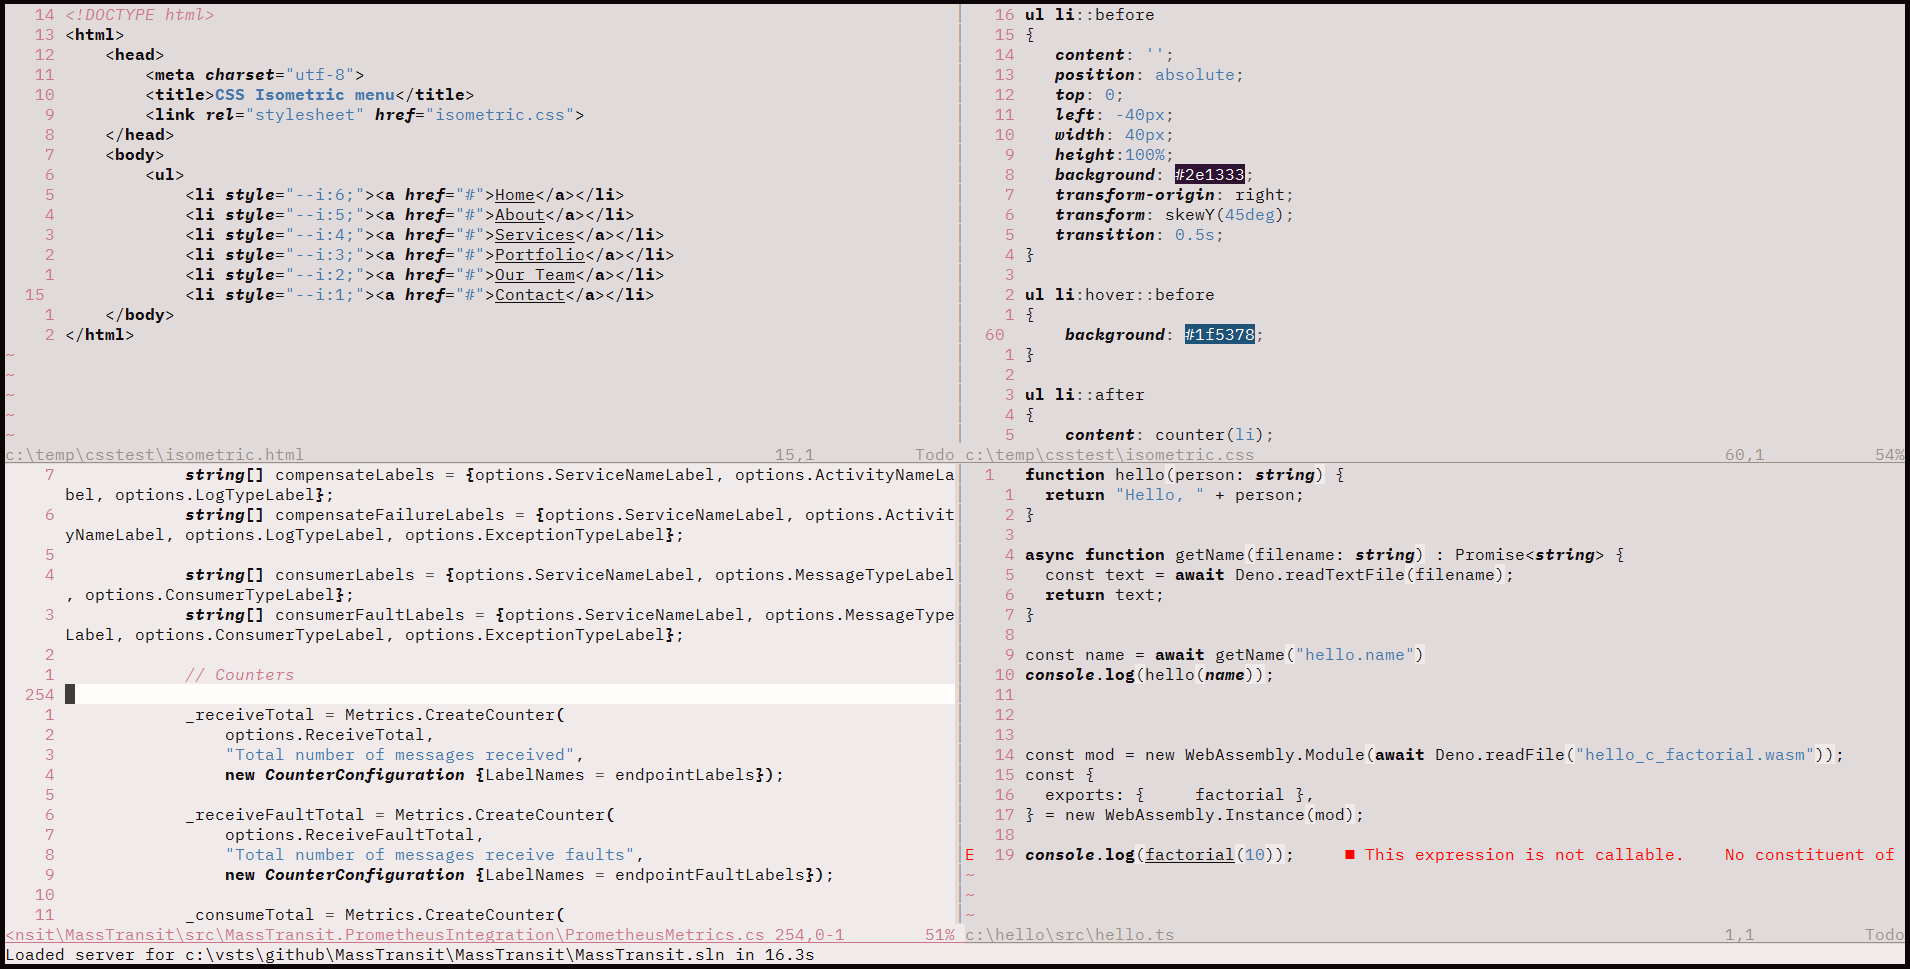 14 <!DOCTYPE html>
13 <html>
12     <head>
11         <meta charset="utf-8">
10         <title>CSS Isometric menu</title>
9         <link rel="stylesheet" href="isometric.css">
8     </head>
7     <body>
6         <ul>
5             <li style="--i:6;"><a href="#">Home</a></li>
4             <li style="--i:5;"><a href="#">About</a></li>
3             <li style="--i:4;"><a href="#">Services</a></li>
2             <li style="--i:3;"><a href="#">Portfolio</a></li>
1             <li style="--i:2;"><a href="#">Our Team</a></li>
15             <li style="--i:1;"><a href="#">Contact</a></li>
1     </body>
2 </html>
~
~
~
~
~
c:\temp\csstest\isometric.html 15,1 Todo
16 ul li::before
15 {
14    content: '';
13    position: absolute;
12    top: 0;
11    left: -40px;
10    width: 40px;
9    height:100%;
8    background: #2e1333;
7    transform-origin: right;
6    transform: skewY(45deg);
5    transition: 0.5s;
4 }
3
2 ul li:hover::before
1 {
60     background: #1f5378;
1 }
2
3 ul li::after
4 {
5     content: counter(li);
c:\temp\csstest\isometric.css 60,1 54%
7             string[] compensateLabels = {options.ServiceNameLabel, options.ActivityNameLa
bel, options.LogTypeLabel};
6             string[] compensateFailureLabels = {options.ServiceNameLabel, options.Activit
yNameLabel, options.LogTypeLabel, options.ExceptionTypeLabel};
5
4             string[] consumerLabels = {options.ServiceNameLabel, options.MessageTypeLabel
, options.ConsumerTypeLabel};
3             string[] consumerFaultLabels = {options.ServiceNameLabel, options.MessageType
Label, options.ConsumerTypeLabel, options.ExceptionTypeLabel};
2
1             // Counters
254
1             _receiveTotal = Metrics.CreateCounter(
2                 options.ReceiveTotal,
3                 "Total number of messages received",
4                 new CounterConfiguration {LabelNames = endpointLabels});
5
6             _receiveFaultTotal = Metrics.CreateCounter(
7                 options.ReceiveFaultTotal,
8                 "Total number of messages receive faults",
9                 new CounterConfiguration {LabelNames = endpointFaultLabels});
10
11             _consumeTotal = Metrics.CreateCounter(
<nsit\MassTransit\src\MassTransit.PrometheusIntegration\PrometheusMetrics.cs 254,0-1 51%
1 function hello(person: string) {
1   return "Hello, " + person;
2 }
3
4 async function getName(filename: string) : Promise<string> {
5   const text = await Deno.readTextFile(filename);
6   return text;
7 }
8
9 const name = await getName("hello.name")
10 console.log(hello(name));
11
12
13
14 const mod = new WebAssembly.Module(await Deno.readFile("hello_c_factorial.wasm"));
15 const {
16   exports: {     factorial },
17 } = new WebAssembly.Instance(mod);
18
E 19 console.log(factorial(10));     ■ This expression is not callable.    No constituent of
~
~
~
c:\hello\src\hello.ts 1,1 Todo
Loaded server for c:\vsts\github\MassTransit\MassTransit\MassTransit.sln in 16.3s